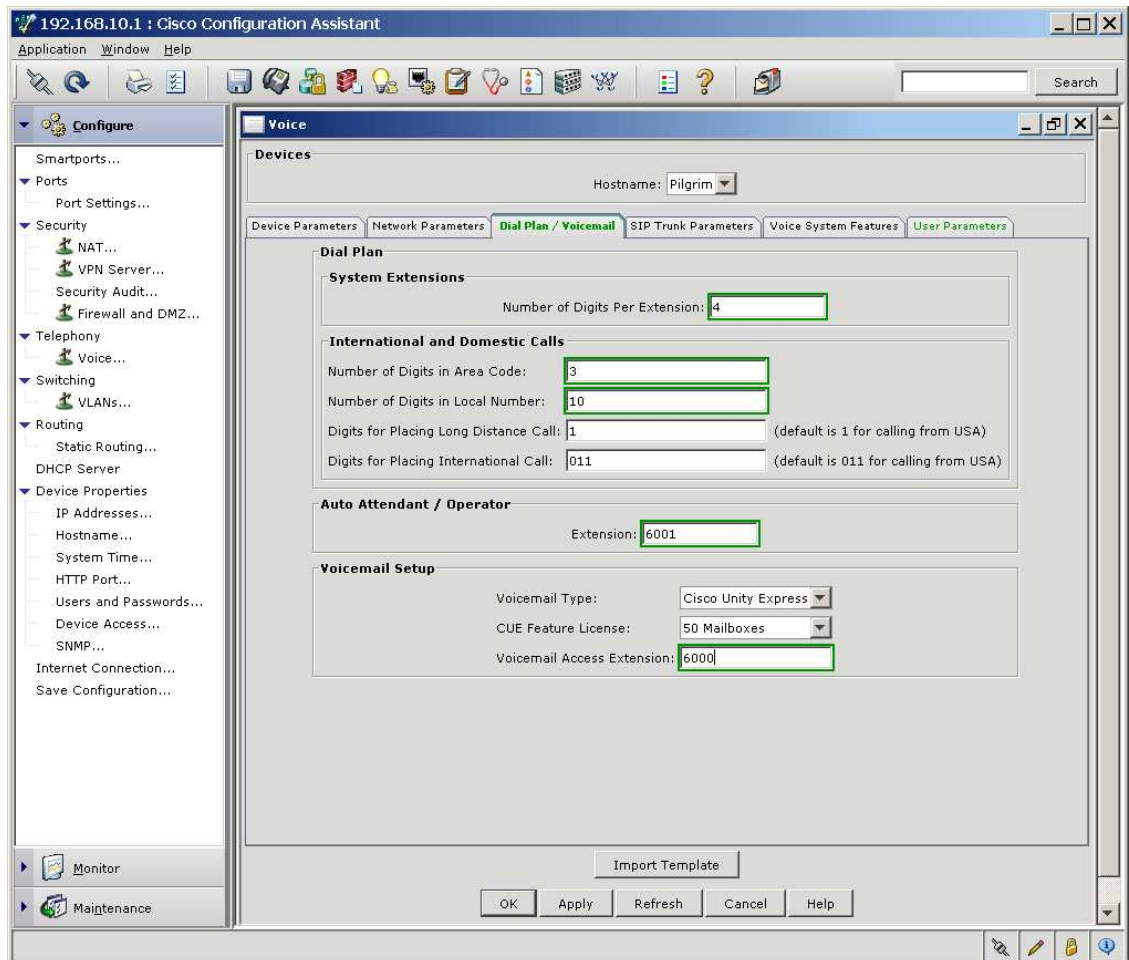 192.168.10.1 : Cisco Configuration Assistant
Application Window Help
Search
Configure
Smartports...
Ports
Port Settings...
Security
NAT...
VPN Server...
Security Audit...
Firewall and DMZ...
Telephony
Voice...
Switching
VLANs...
Routing
Static Routing...
DHCP Server
Device Properties
IP Addresses...
Hostname...
System Time...
HTTP Port...
Users and Passwords...
Device Access...
SNMP...
Internet Connection...
Save Configuration...
Monitor
Maintenance
Voice
Devices
Hostname: Pilgrim
Device Parameters Network Parameters Dial Plan / Voicemail SIP Trunk Parameters Voice System Features User Parameters
Dial Plan
System Extensions
Number of Digits Per Extension: 4
International and Domestic Calls
Number of Digits in Area Code: 3
Number of Digits in Local Number: 10
Digits for Placing Long Distance Call: 1 (default is 1 for calling from USA)
Digits for Placing International Call: 011 (default is 011 for calling from USA)
Auto Attendant / Operator
Extension: 6001
Voicemail Setup
Voicemail Type: Cisco Unity Express
CUE Feature License: 50 Mailboxes
Voicemail Access Extension: 6000
Import Template
OK Apply Refresh Cancel Help